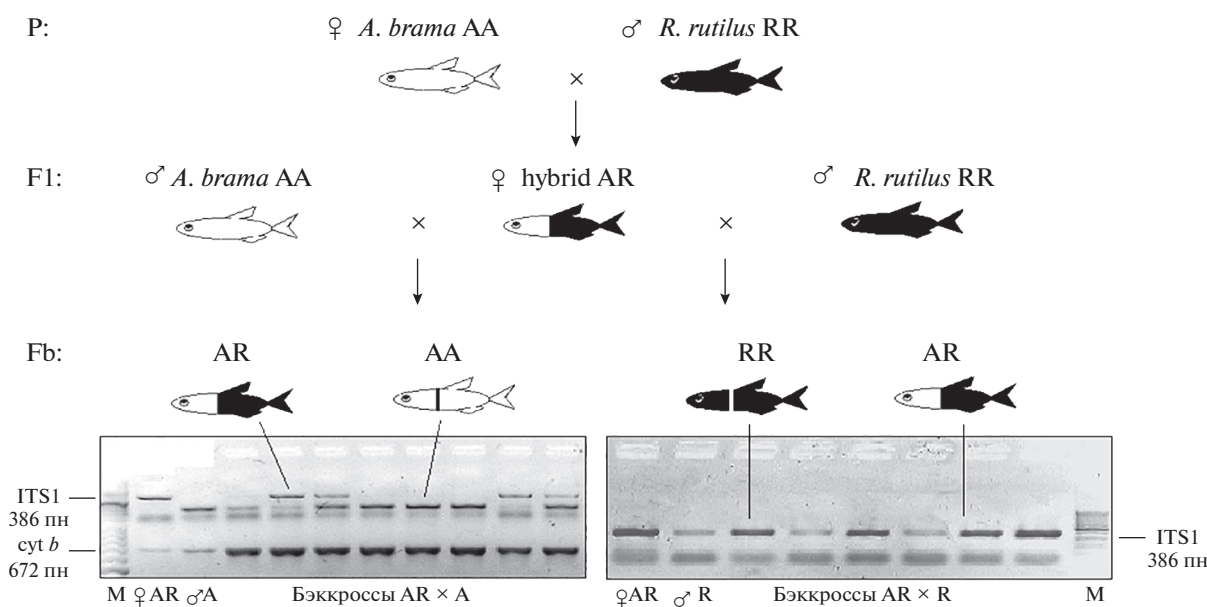 P:
♀ A. brama AA
♂ R. rutilus RR
×
F1:
♂ A. brama AA
♀ hybrid AR
♂ R. rutilus RR
×
×
Fb:
AR
AA
RR
AR
ITS1
386 пн
cyt b
672 пн
ITS1
386 пн
М ♀AR ♂A Бэккроссы AR × A
♀AR ♂ R Бэккроссы AR × R М